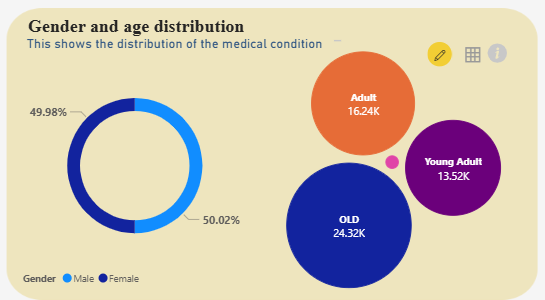 Gender and age distribution
This shows the distribution of the medical condition
i
49.98%
50.02%
Adult
16.24K
Young Adult
13.52K
OLD
24.32K
Gender Male Female